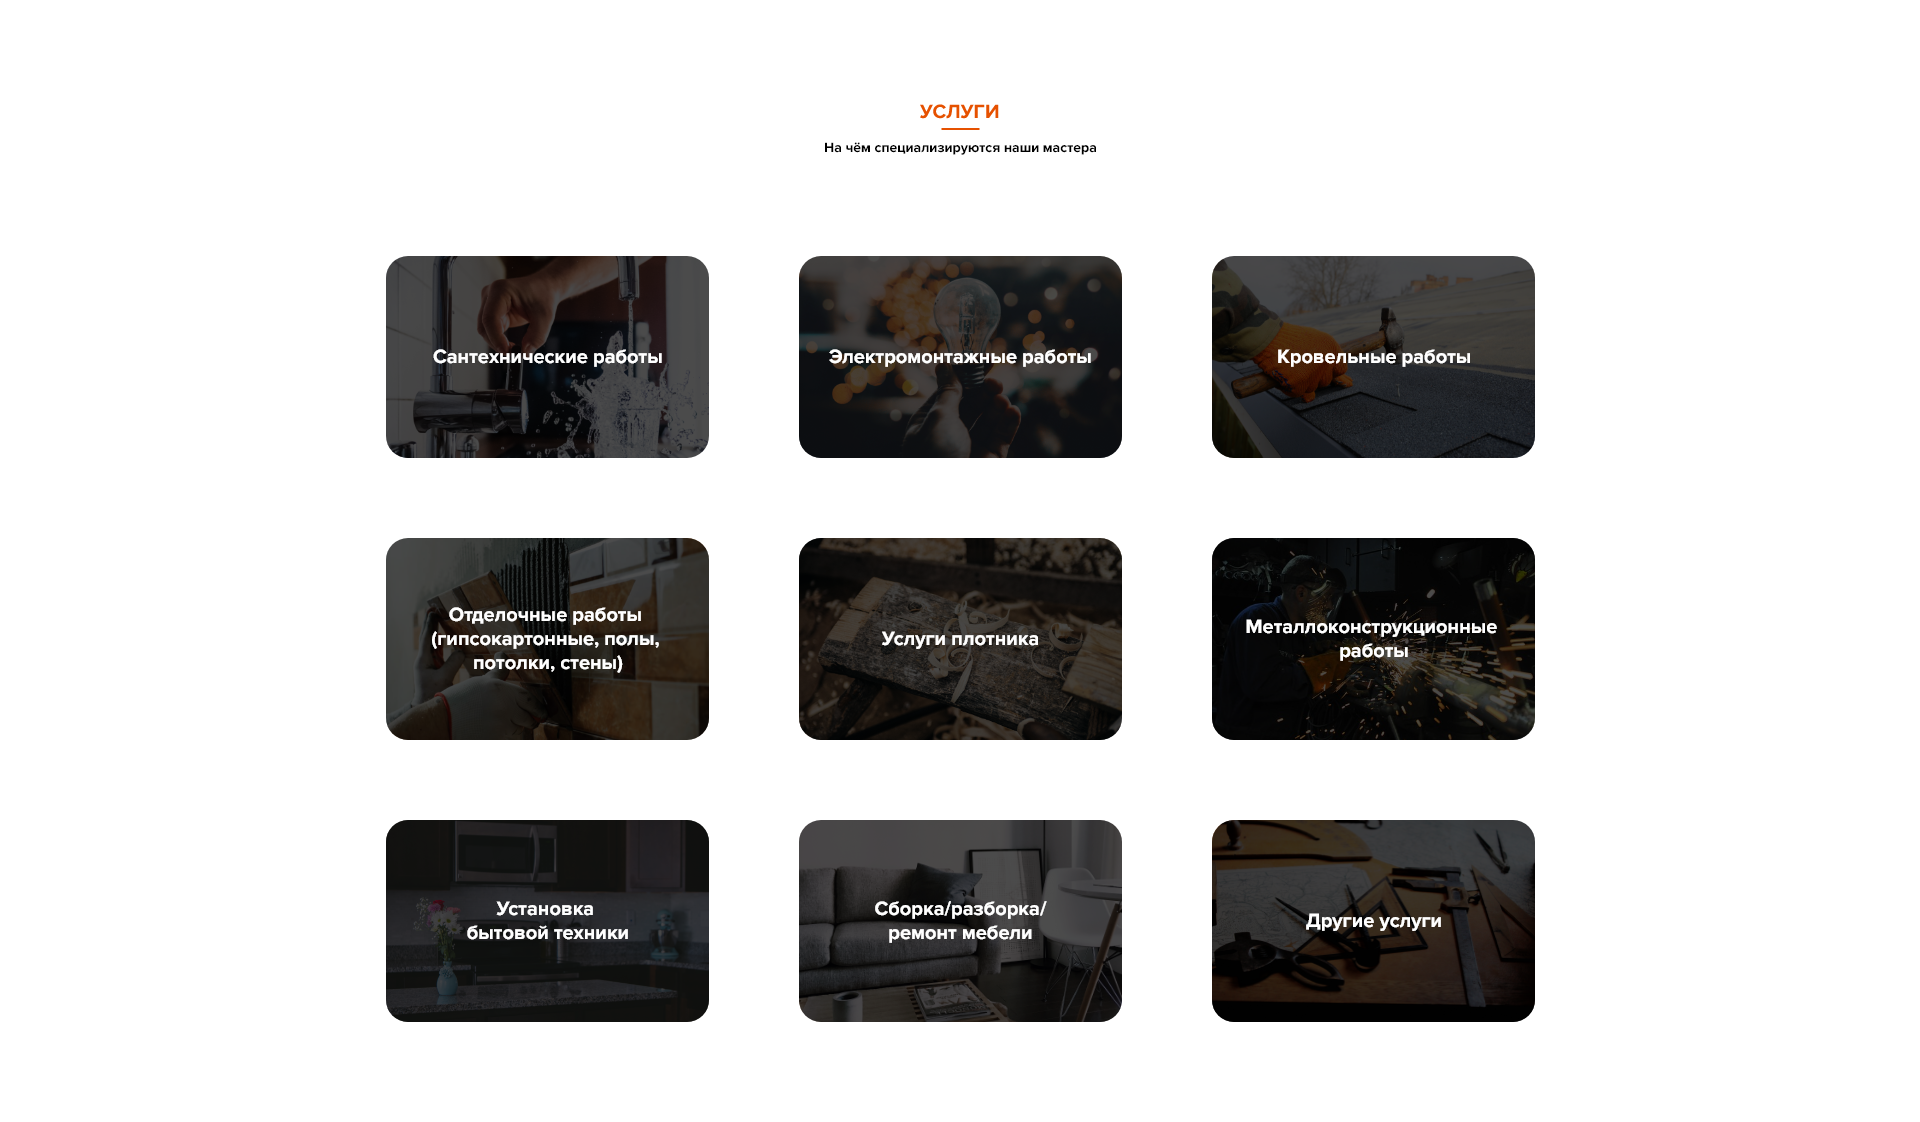 УСЛУГИ
На чём специализируются наши мастера
Сантехнические работы
Электромонтажные работы
Кровельные работы
Отделочные работы
(гипсокартонные, полы,
потолки, стены)
Услуги плотника
Металлоконструкционные
работы
Установка
бытовой техники
Сборка/разборка/
ремонт мебели
Другие услуги